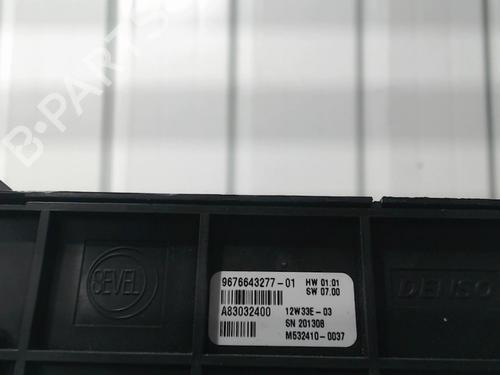 B-PARTS
SEVEL
9676643277-01
HW 01.01
SW 07.00
A83032400
12W33E-03
SN 201308
M532410-0037
DENSO